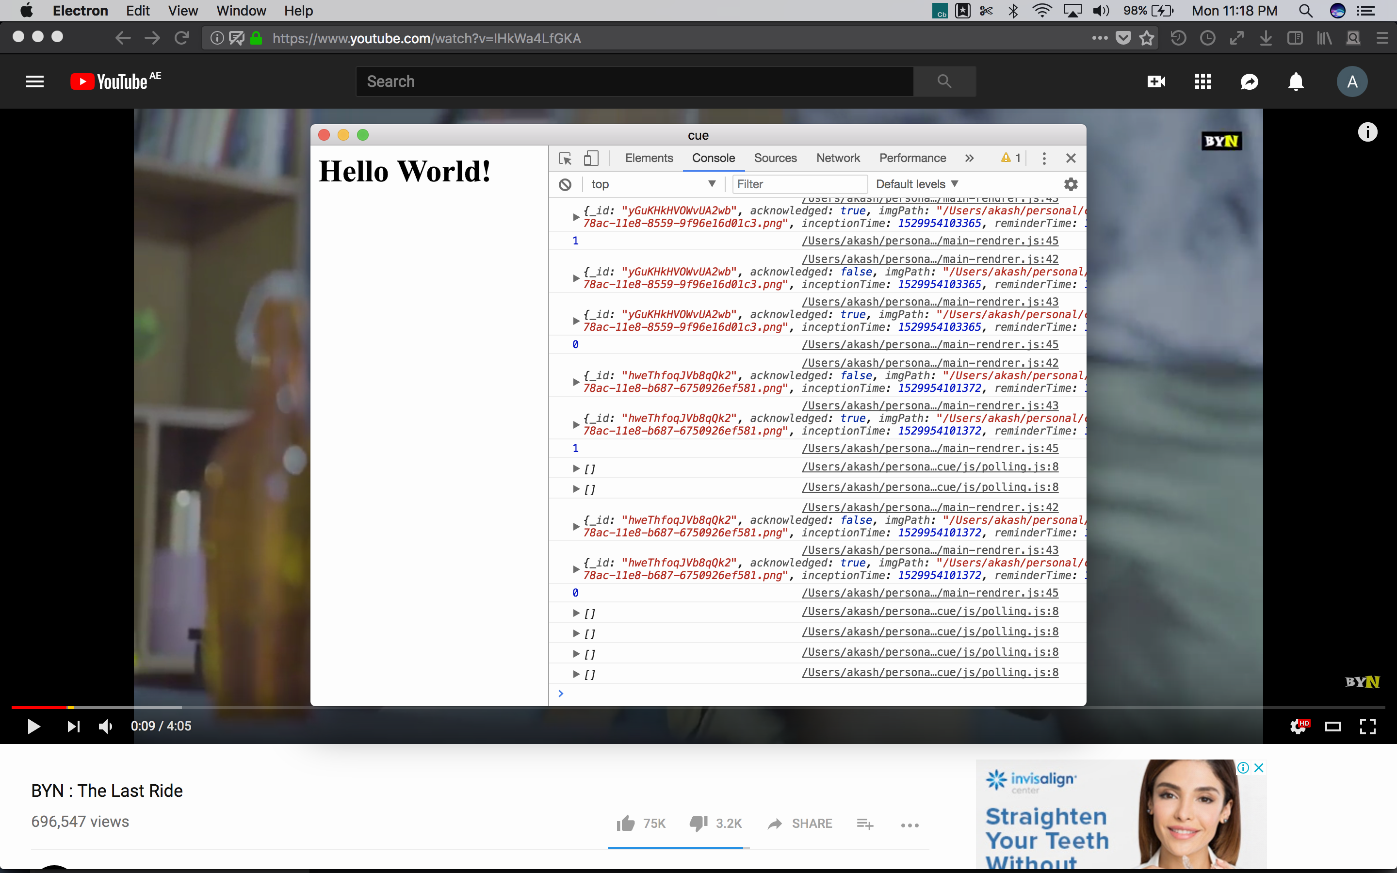 Electron File Edit View Window Help
98% Mon 11:18 PM
https://www.youtube.com/watch?v=lHkWa4LfGKA
YouTube AE
Search
A
BYN
cue
Hello World!
Elements Console Sources Network Performance » 1
top Filter Default levels
/Users/akash/persona…/main-rendrer.js:43
{_id: "yGuKHkHVOWvUA2wb", acknowledged: true, imgPath: "/Users/akash/personal/
78ac-11e8-8559-9f96e16d01c3.png", inceptionTime: 1529954103365, reminderTime:
1 /Users/akash/persona…/main-rendrer.js:45
/Users/akash/persona…/main-rendrer.js:42
{_id: "yGuKHkHVOWvUA2wb", acknowledged: false, imgPath: "/Users/akash/personal/
78ac-11e8-8559-9f96e16d01c3.png", inceptionTime: 1529954103365, reminderTime:
/Users/akash/persona…/main-rendrer.js:43
{_id: "yGuKHkHVOWvUA2wb", acknowledged: true, imgPath: "/Users/akash/personal/
78ac-11e8-8559-9f96e16d01c3.png", inceptionTime: 1529954103365, reminderTime:
0 /Users/akash/persona…/main-rendrer.js:45
/Users/akash/persona…/main-rendrer.js:42
{_id: "hweThfoqJVb8qQk2", acknowledged: false, imgPath: "/Users/akash/personal/
78ac-11e8-b687-6750926ef581.png", inceptionTime: 1529954101372, reminderTime:
/Users/akash/persona…/main-rendrer.js:43
{_id: "hweThfoqJVb8qQk2", acknowledged: true, imgPath: "/Users/akash/personal/
78ac-11e8-b687-6750926ef581.png", inceptionTime: 1529954101372, reminderTime:
1 /Users/akash/persona…/main-rendrer.js:45
[] /Users/akash/persona…cue/js/polling.js:8
[] /Users/akash/persona…cue/js/polling.js:8
/Users/akash/persona…/main-rendrer.js:42
{_id: "hweThfoqJVb8qQk2", acknowledged: false, imgPath: "/Users/akash/personal/
78ac-11e8-b687-6750926ef581.png", inceptionTime: 1529954101372, reminderTime:
/Users/akash/persona…/main-rendrer.js:43
{_id: "hweThfoqJVb8qQk2", acknowledged: true, imgPath: "/Users/akash/personal/
78ac-11e8-b687-6750926ef581.png", inceptionTime: 1529954101372, reminderTime:
0 /Users/akash/persona…/main-rendrer.js:45
[] /Users/akash/persona…cue/js/polling.js:8
[] /Users/akash/persona…cue/js/polling.js:8
[] /Users/akash/persona…cue/js/polling.js:8
[] /Users/akash/persona…cue/js/polling.js:8
BYN
0:09 / 4:05
HD
BYN : The Last Ride
696,547 views
75K 3.2K SHARE
invisalign
center
Straighten
Your Teeth
Without